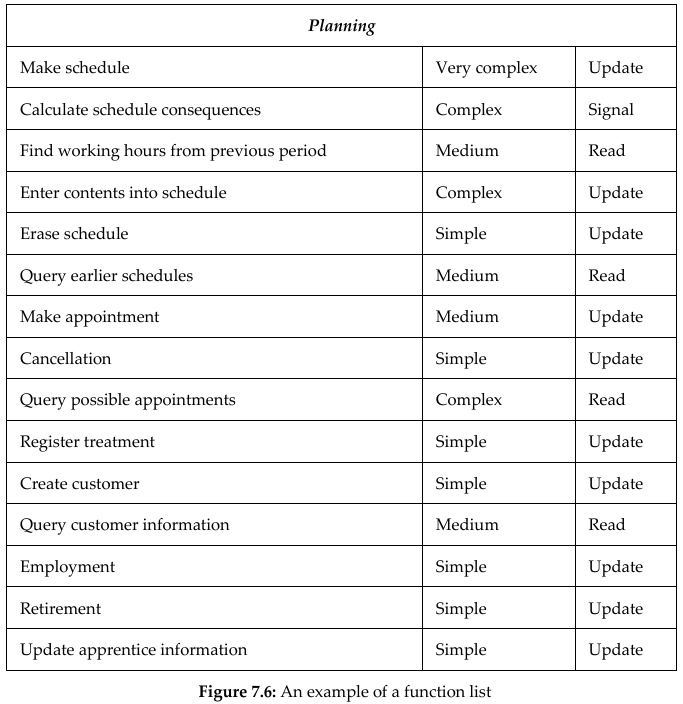 Planning
Make schedule Very complex Update
Calculate schedule consequences Complex Signal
Find working hours from previous period Medium Read
Enter contents into schedule Complex Update
Erase schedule Simple Update
Query earlier schedules Medium Read
Make appointment Medium Update
Cancellation Simple Update
Query possible appointments Complex Read
Register treatment Simple Update
Create customer Simple Update
Query customer information Medium Read
Employment Simple Update
Retirement Simple Update
Update apprentice information Simple Update
Figure 7.6: An example of a function list